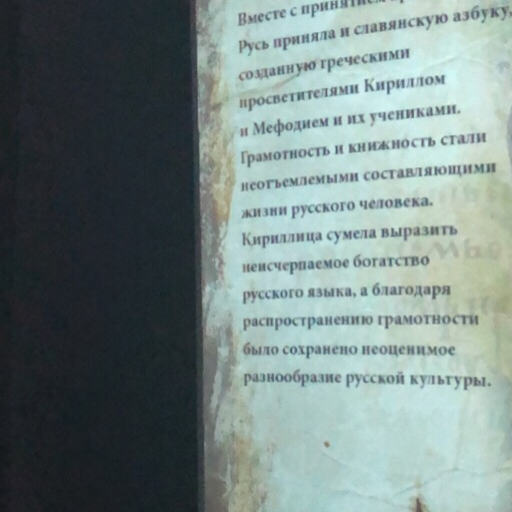 Вместе с принятием
Русь приняла и славянскую азбуку,
созданную греческими
просветителями Кириллом
и Мефодием и их учениками.
Грамотность и книжность стали
неотъемлемыми составляющими
жизни русского человека.
Кириллица сумела выразить
неисчерпаемое богатство
русского языка, а благодаря
распространению грамотности
было сохранено неоценимое
разнообразие русской культуры.